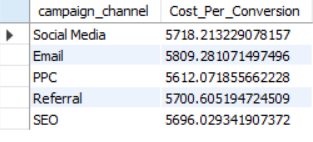 campaign_channel Cost_Per_Conversion
Social Media 5718.213229078157
Email 5809.281071497496
PPC 5612.071855662228
Referral 5700.605194724509
SEO 5696.029341907372